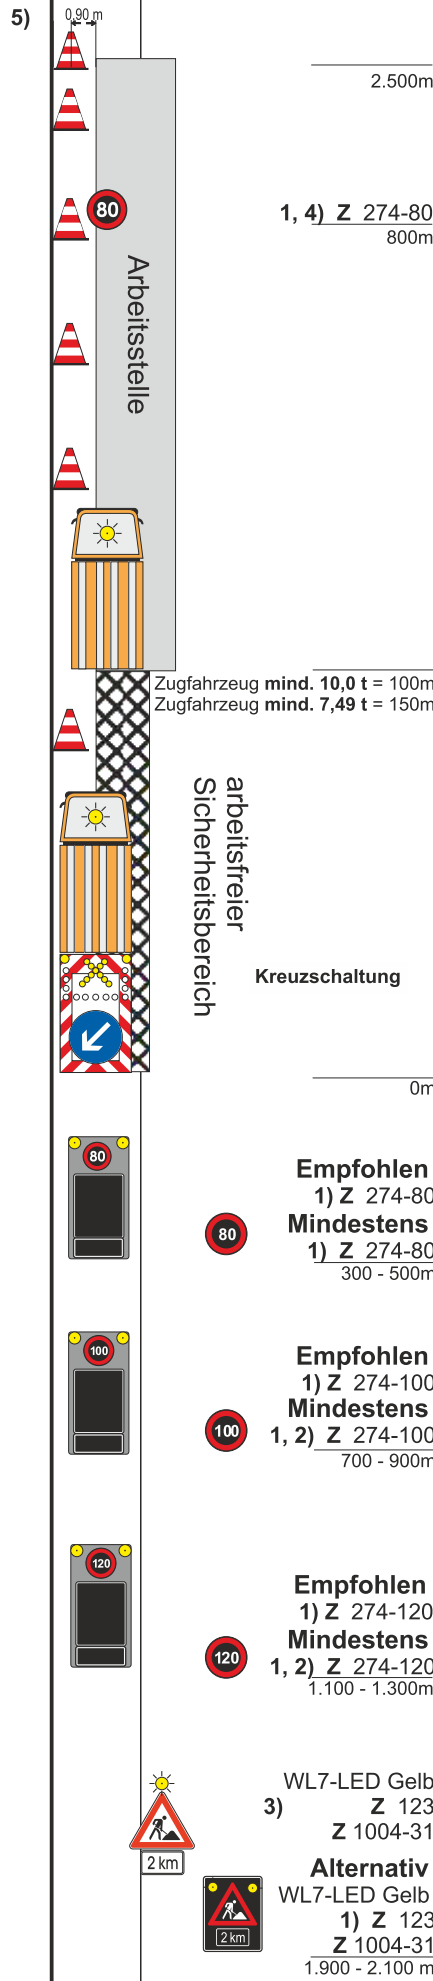 5)
0,90 m
2.500m
80
1, 4) Z 274-80
800m
Arbeitsstelle
Zugfahrzeug mind. 10,0 t = 100m
Zugfahrzeug mind. 7,49 t = 150m
arbeitsfreier
Sicherheitsbereich
Kreuzschaltung
0m
80
Empfohlen
1) Z 274-80
Mindestens
80
1) Z 274-80
300 - 500m
100
Empfohlen
1) Z 274-100
Mindestens
100
1, 2) Z 274-100
700 - 900m
120
Empfohlen
1) Z 274-120
Mindestens
120
1, 2) Z 274-120
1.100 - 1.300m
WL7-LED Gelb
3) Z 123
Z 1004-31
2 km
Alternativ
WL7-LED Gelb
1) Z 123
2 km
Z 1004-31
1.900 - 2.100 m